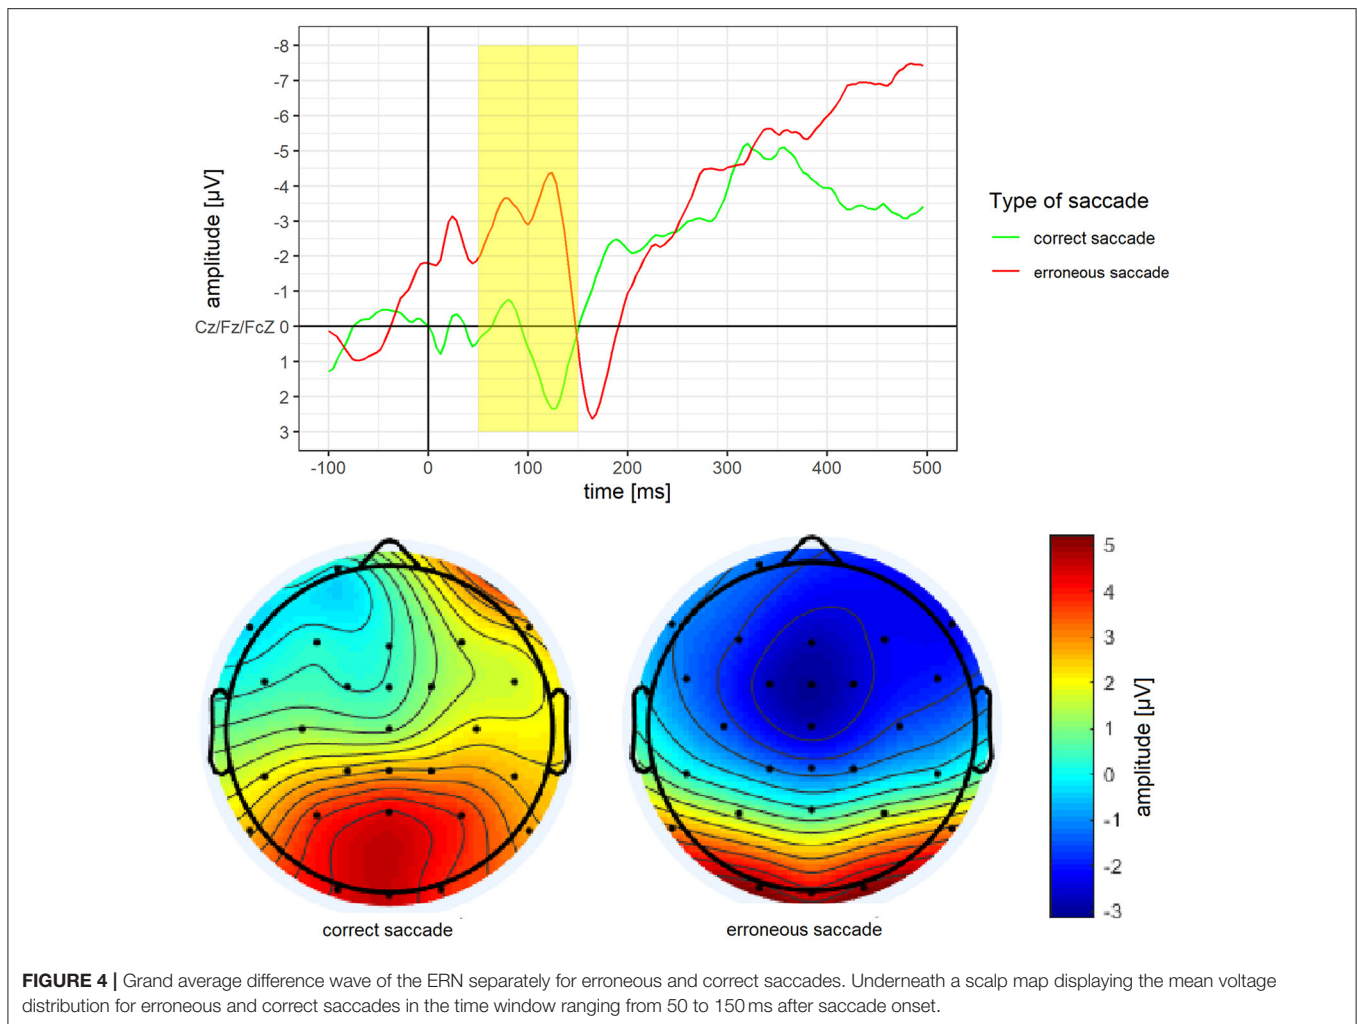 -8
-7
-6
-5
-4
-3
-2
-1
Cz/Fz/FcZ 0
1
2
3
amplitude [µV]
-100 0 100 200 300 400 500
time [ms]
Type of saccade
correct saccade
erroneous saccade
5
4
3
2
1
0
-1
-2
-3
amplitude [µV]
correct saccade
erroneous saccade
FIGURE 4 | Grand average difference wave of the ERN separately for erroneous and correct saccades. Underneath a scalp map displaying the mean voltage
distribution for erroneous and correct saccades in the time window ranging from 50 to 150 ms after saccade onset.